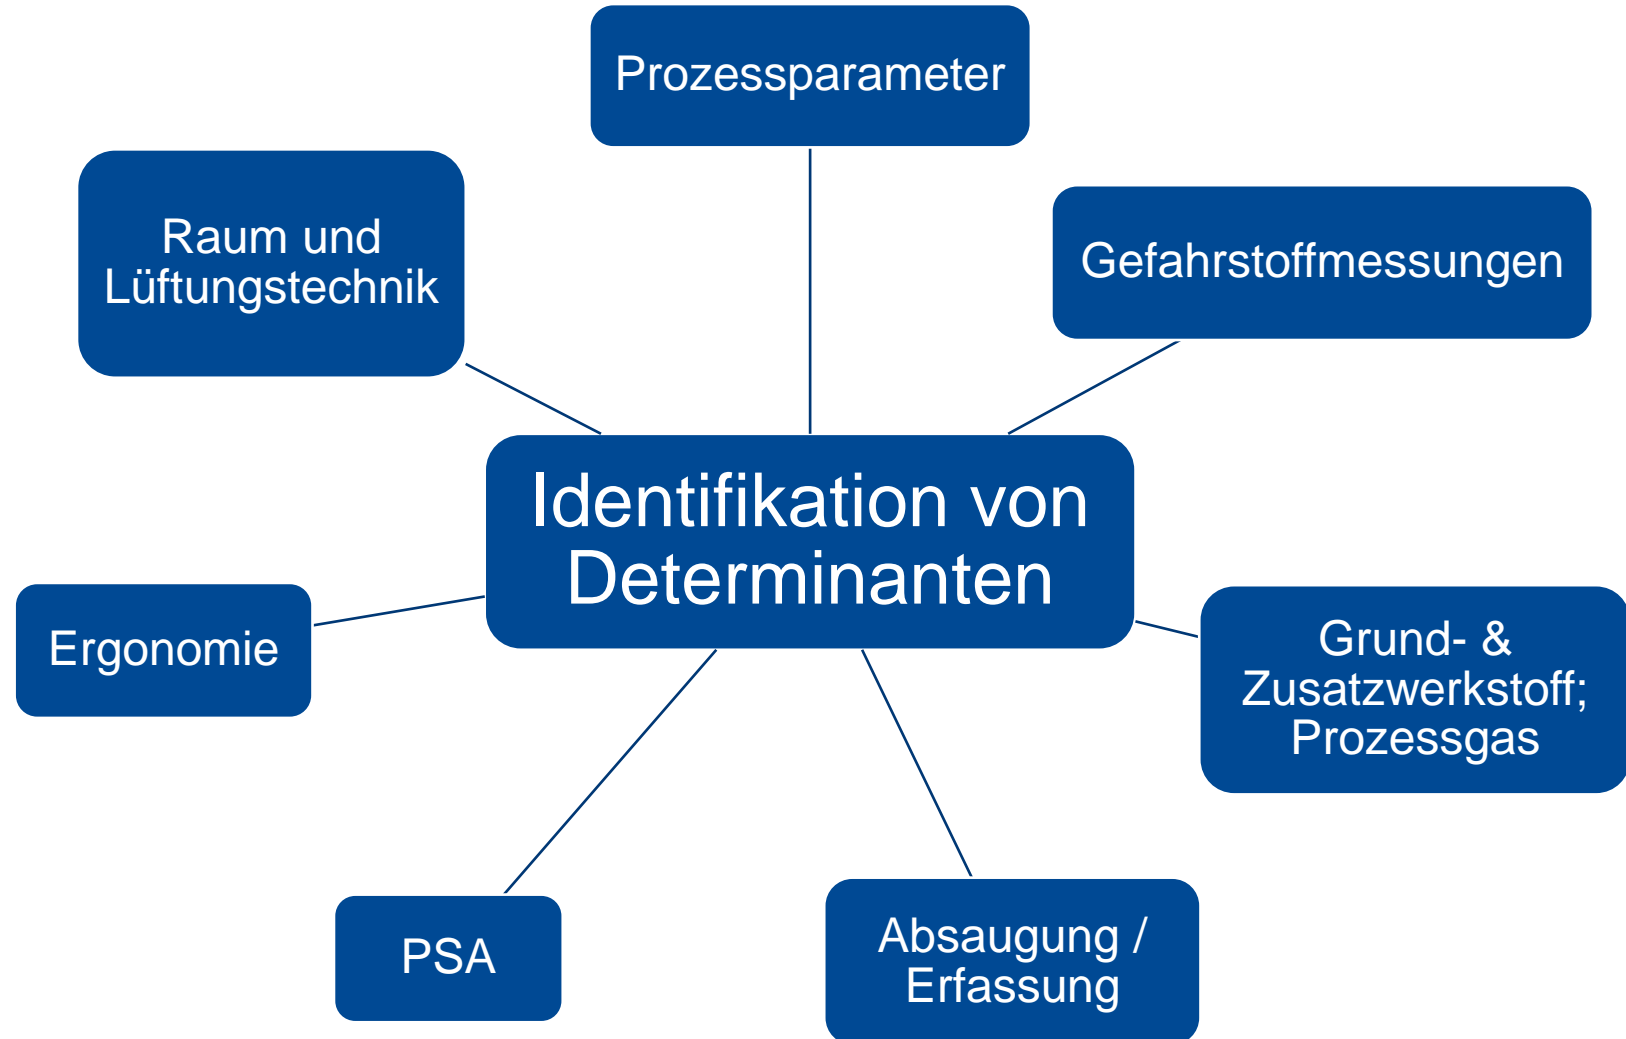 Prozessparameter
Raum und
Lüftungstechnik
Gefahrstoffmessungen
Identifikation von
Determinanten
Ergonomie
Grund- &
Zusatzwerkstoff;
Prozessgas
PSA
Absaugung /
Erfassung